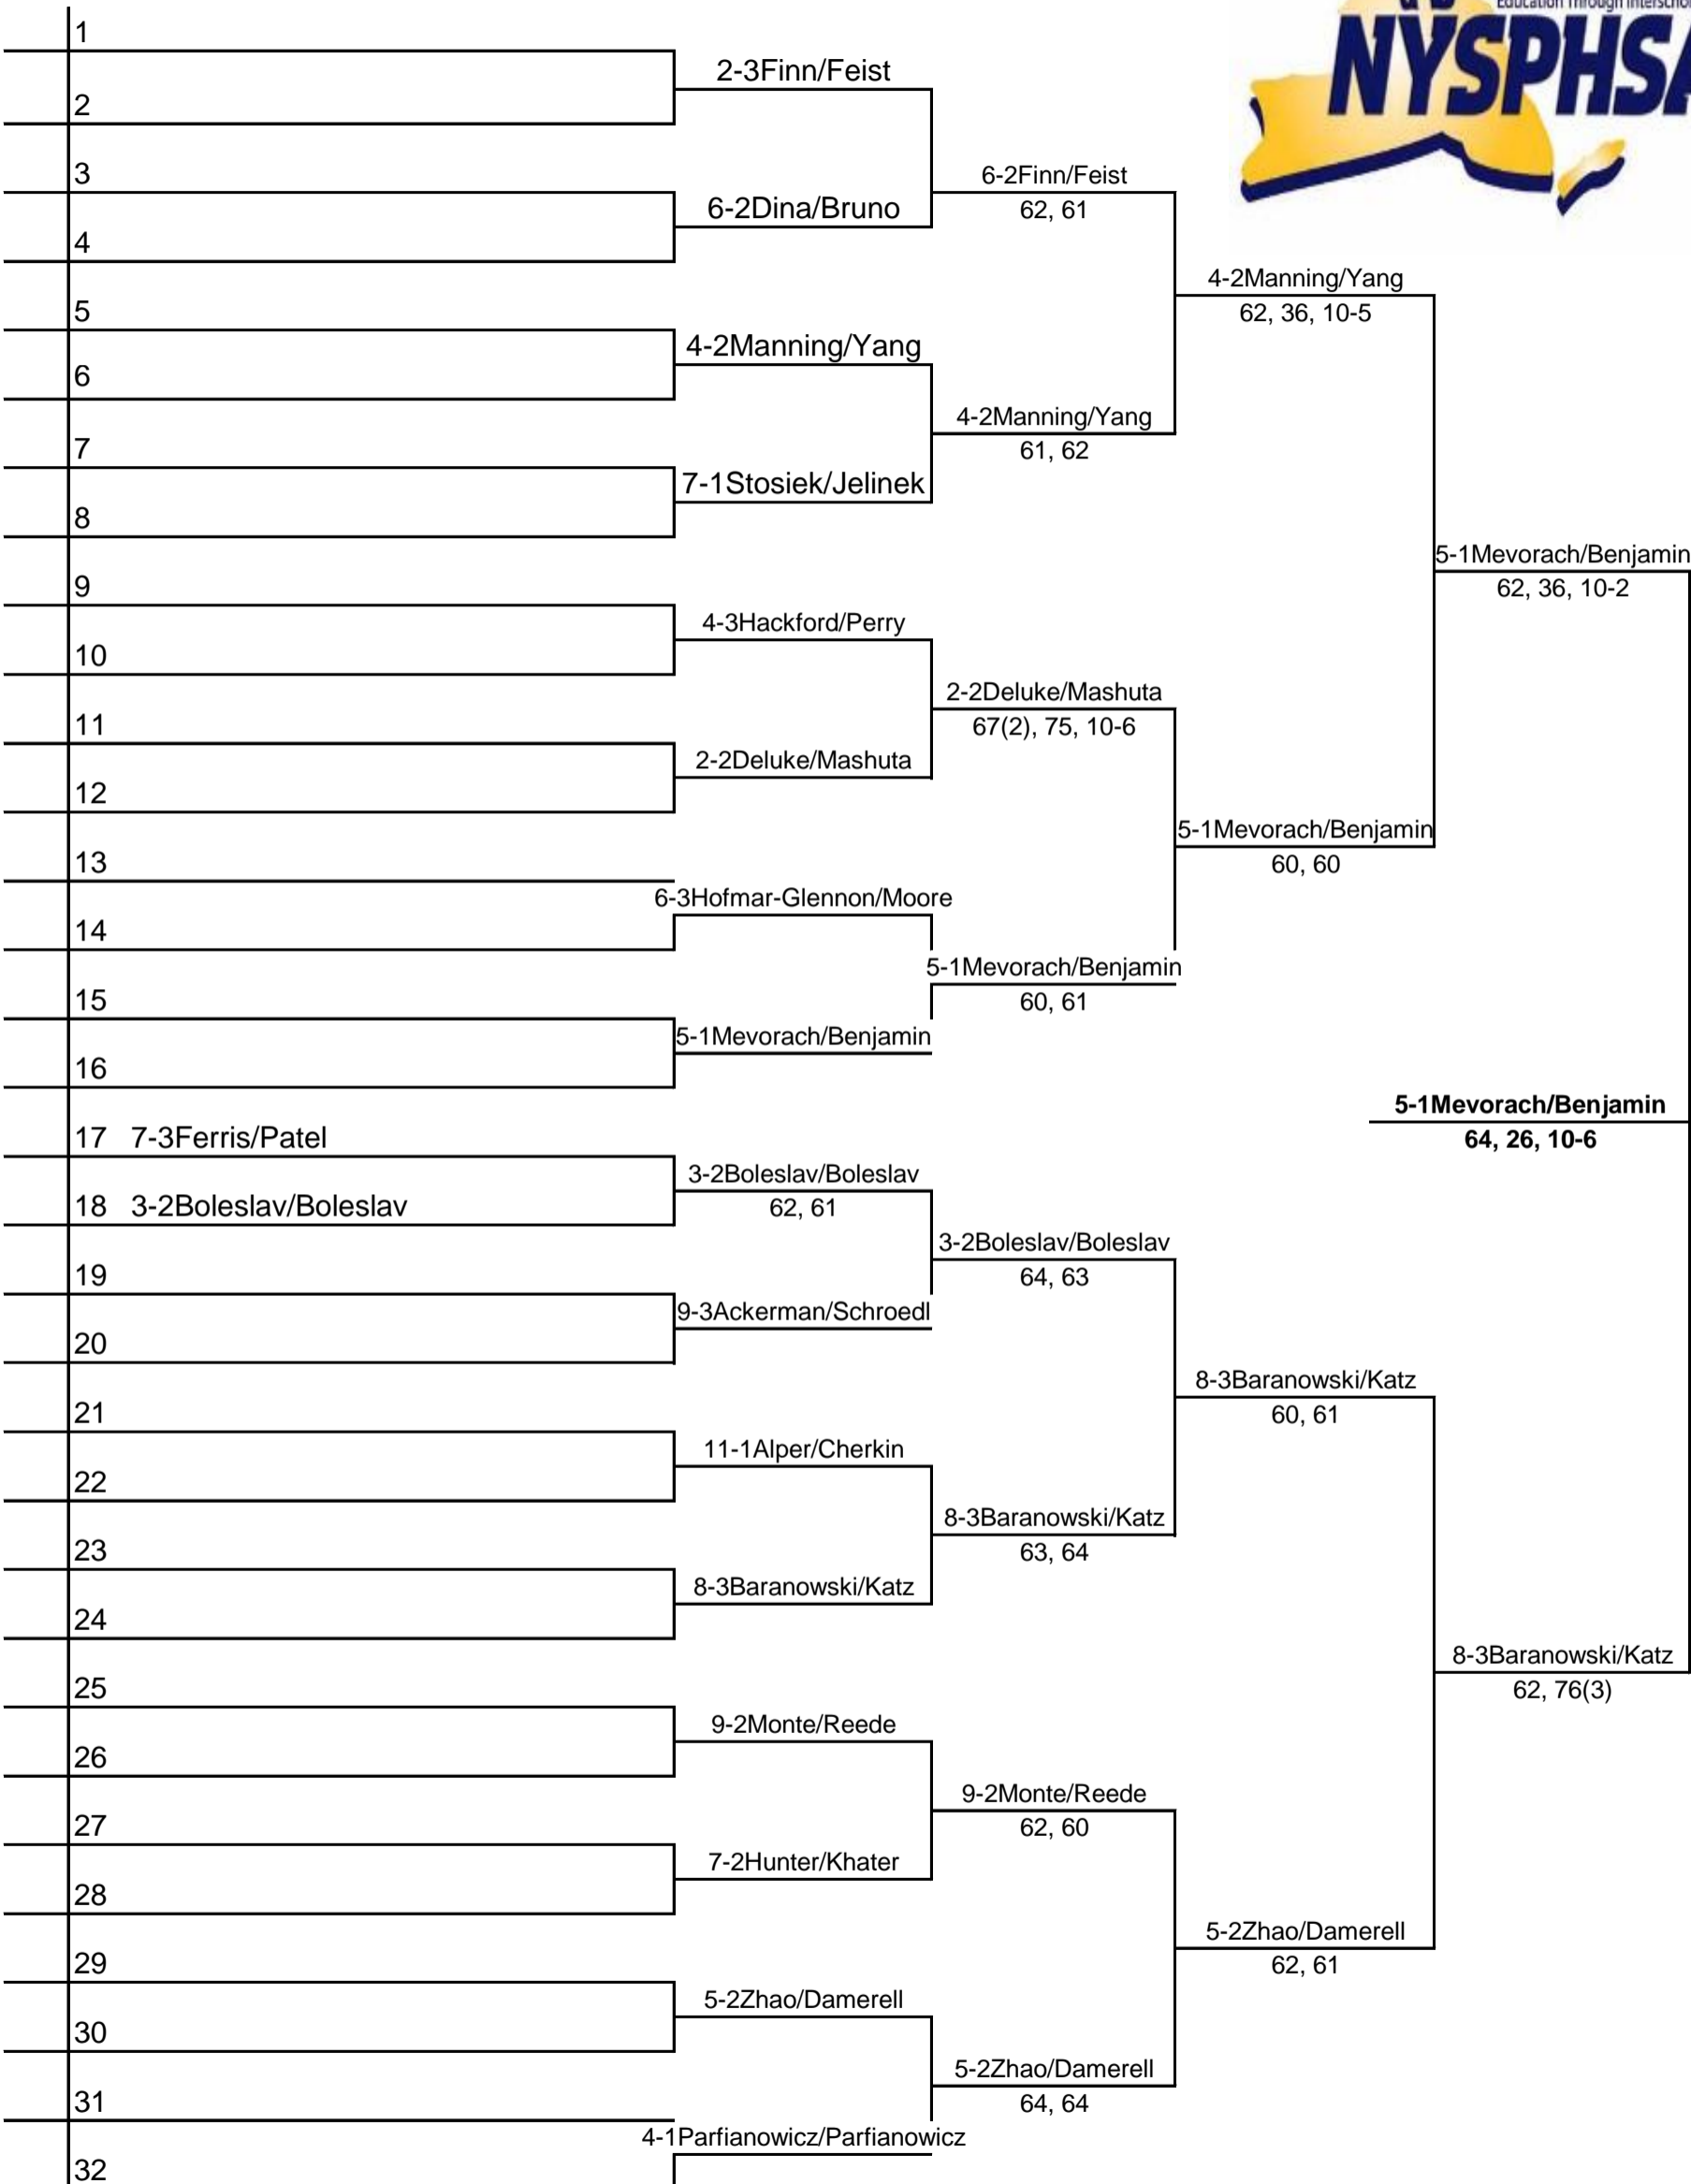 Education Through Interscho
NYSPHSA
1
2-3Finn/Feist
2
3
6-2Finn/Feist
62, 61
6-2Dina/Bruno
4
4-2Manning/Yang
62, 36, 10-5
5
4-2Manning/Yang
6
4-2Manning/Yang
61, 62
7
7-1Stosiek/Jelinek
8
5-1Mevorach/Benjamin
62, 36, 10-2
9
4-3Hackford/Perry
10
2-2Deluke/Mashuta
67(2), 75, 10-6
11
2-2Deluke/Mashuta
12
5-1Mevorach/Benjamin
60, 60
13
6-3Hofmar-Glennon/Moore
14
5-1Mevorach/Benjamin
60, 61
15
5-1Mevorach/Benjamin
16
5-1Mevorach/Benjamin
64, 26, 10-6
17 7-3Ferris/Patel
3-2Boleslav/Boleslav
62, 61
18 3-2Boleslav/Boleslav
3-2Boleslav/Boleslav
64, 63
19
9-3Ackerman/Schroedl
20
8-3Baranowski/Katz
60, 61
21
11-1Alper/Cherkin
22
8-3Baranowski/Katz
63, 64
23
8-3Baranowski/Katz
24
8-3Baranowski/Katz
62, 76(3)
25
9-2Monte/Reede
26
9-2Monte/Reede
62, 60
27
7-2Hunter/Khater
28
5-2Zhao/Damerell
62, 61
29
5-2Zhao/Damerell
30
5-2Zhao/Damerell
64, 64
31
4-1Parfianowicz/Parfianowicz
32